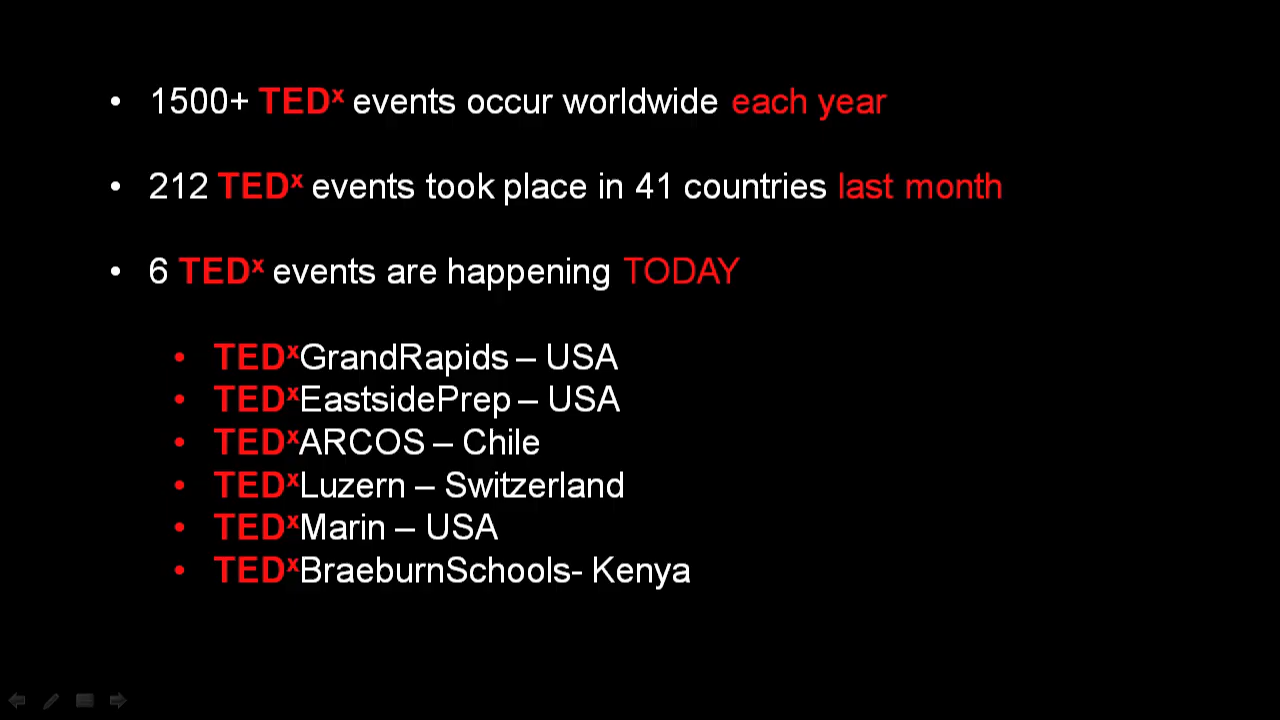 • 1500+ TEDx events occur worldwide each year
• 212 TEDx events took place in 41 countries last month
• 6 TEDx events are happening TODAY
• TEDxGrandRapids – USA
• TEDxEastsidePrep – USA
• TEDxARCOS – Chile
• TEDxLuzern – Switzerland
• TEDxMarin – USA
• TEDxBraeburnSchools- Kenya